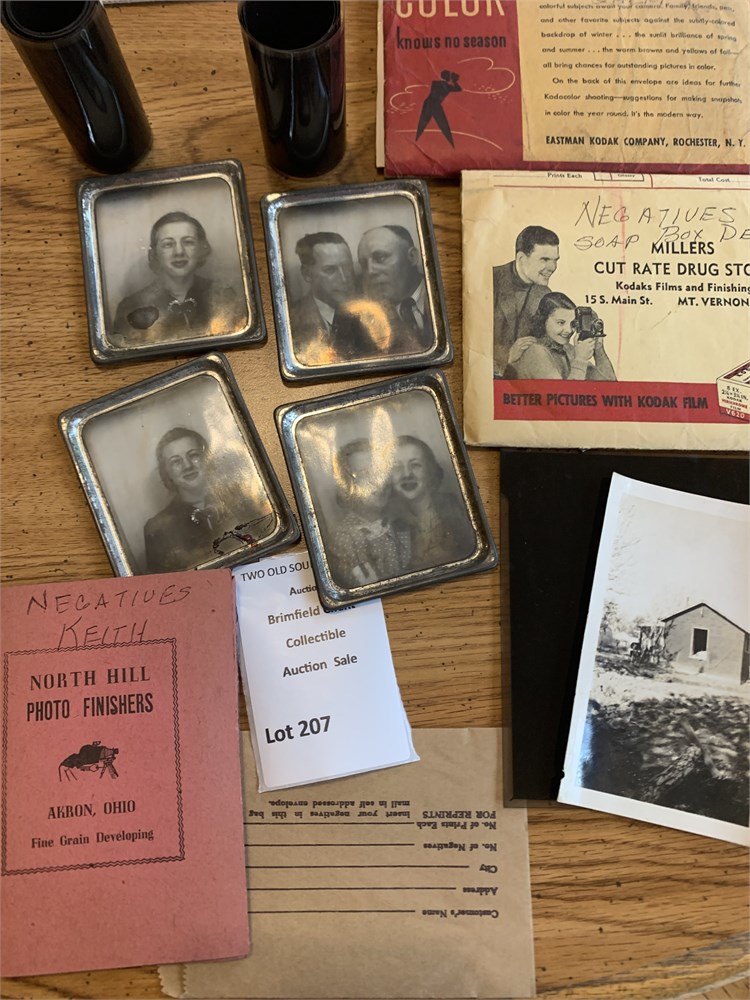 COLOR
knows no season
colorful subjects await your camera. Family, friends, pets,
and other favorite subjects against the subtly-colored
backdrop of winter . . . the sunlit brilliance of spring
and summer . . . the warm browns and yellows of fall—
all bring chances for outstanding pictures in color.
On the back of this envelope are ideas for further
Kodacolor shooting—suggestions for making snapshots
in color the year round. It's the modern way.
EASTMAN KODAK COMPANY, ROCHESTER, N. Y.
Prints Each
Total Cost
NEGATIVES
SOAP BOX DE
MILLERS
CUT RATE DRUG STO
Kodaks Films and Finishing
15 S. Main St. MT. VERNON
BETTER PICTURES WITH KODAK FILM
V620
TWO OLD SOU
Auctio
Brimfield
Collectible
Auction Sale
Lot 207
NEGATIVES
KEITH
NORTH HILL
PHOTO FINISHERS
AKRON, OHIO
Fine Grain Developing
Customer's Name
Address
City
No. of Negatives
No. of Prints Each
FOR REPRINTS insert your negatives in this bag
mail in self addressed envelope.